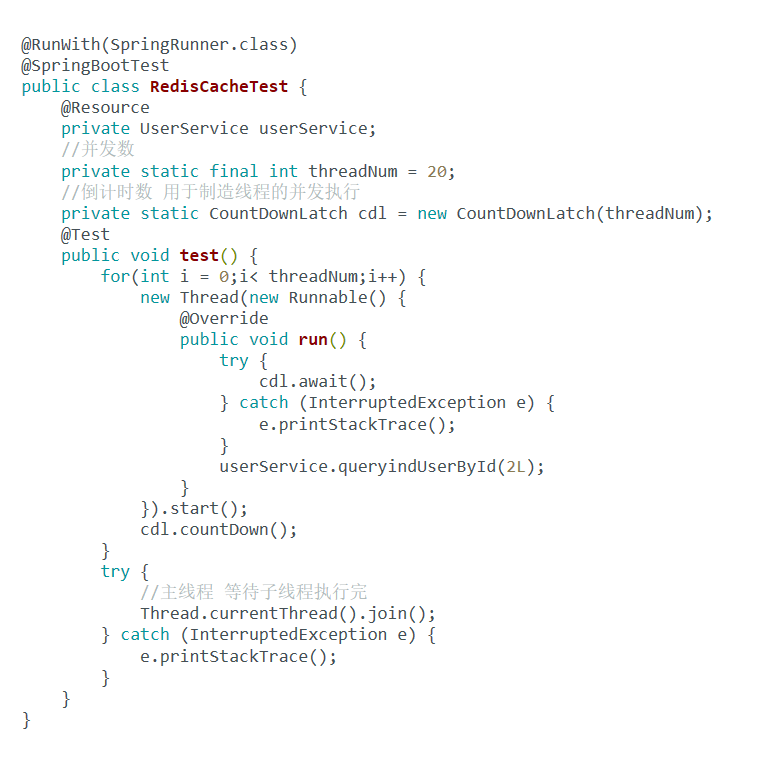 @RunWith(SpringRunner.class)
@SpringBootTest
public class RedisCacheTest {
    @Resource
    private UserService userService;
    //并发数
    private static final int threadNum = 20;
    //倒计时数 用于制造线程的并发执行
    private static CountDownLatch cdl = new CountDownLatch(threadNum);
    @Test
    public void test() {
        for(int i = 0;i< threadNum;i++) {
            new Thread(new Runnable() {
                @Override
                public void run() {
                    try {
                        cdl.await();
                    } catch (InterruptedException e) {
                        e.printStackTrace();
                    }
                    userService.queryindUserById(2L);
                }
            }).start();
            cdl.countDown();
        }
        try {
            //主线程 等待子线程执行完
            Thread.currentThread().join();
        } catch (InterruptedException e) {
            e.printStackTrace();
        }
    }
}